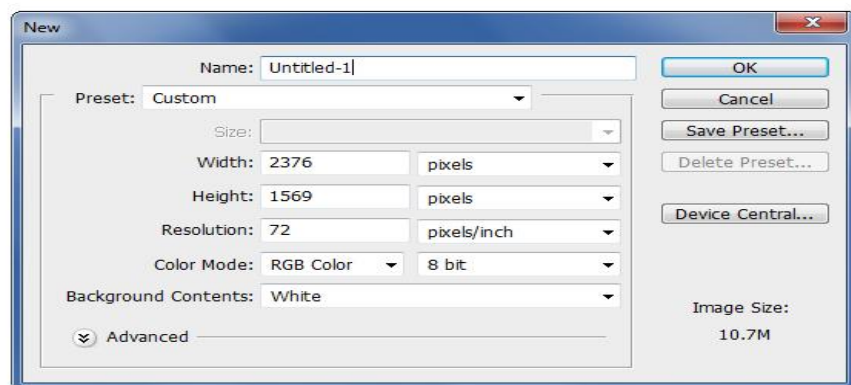 New
Name: Untitled-1
OK
Preset: Custom
Cancel
Size:
Save Preset...
Width: 2376 pixels
Delete Preset...
Height: 1569 pixels
Device Central...
Resolution: 72 pixels/inch
Color Mode: RGB Color 8 bit
Background Contents: White
Image Size:
Advanced
10.7M